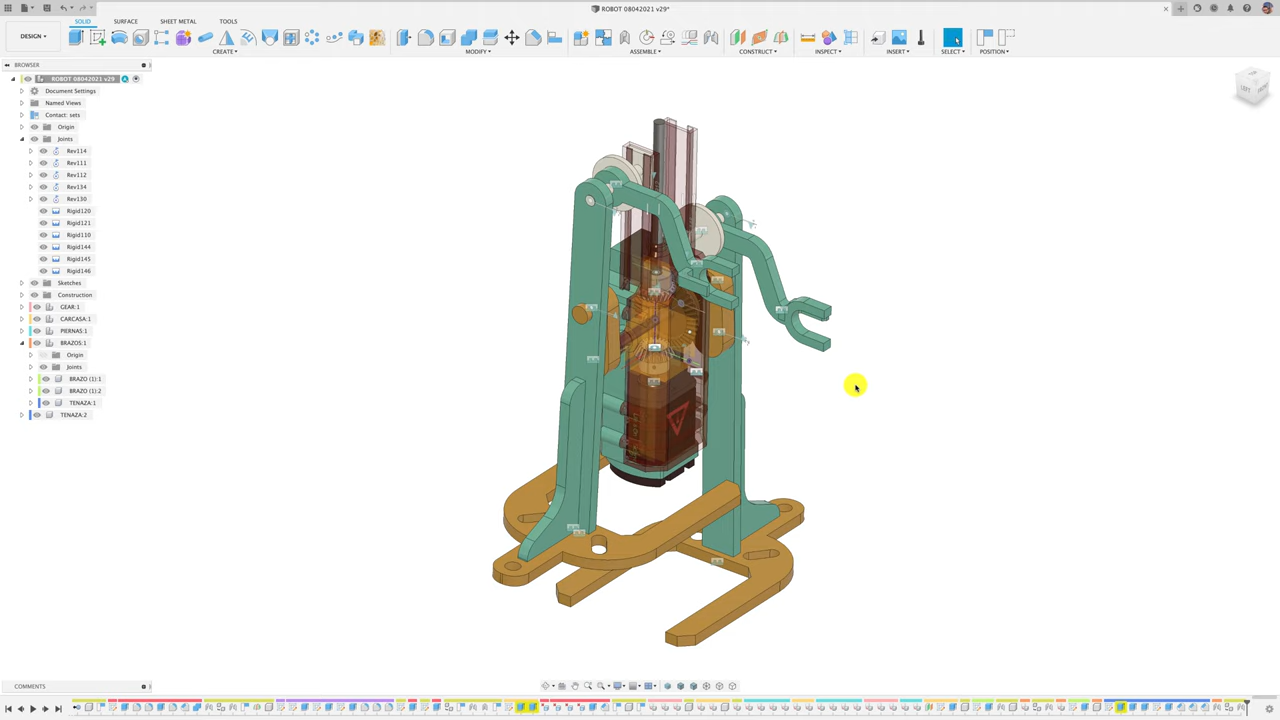 ROBOT 08042021 v29*
SOLID
SURFACE
SHEET METAL
TOOLS
DESIGN
CREATE
MODIFY
ASSEMBLE
CONSTRUCT
INSPECT
INSERT
SELECT
POSITION
BROWSER
ROBOT 08042021 v29
Document Settings
Named Views
Contact: sets
Origin
Joints
Rev114
Rev111
Rev112
Rev134
Rev130
Rigid120
Rigid121
Rigid110
Rigid144
Rigid145
Rigid146
Sketches
Construction
GEAR:1
CARCASA:1
PIERNAS:1
BRAZOS:1
Origin
Joints
BRAZO (1):1
BRAZO (1):2
TENAZA:1
TENAZA:2
COMMENTS